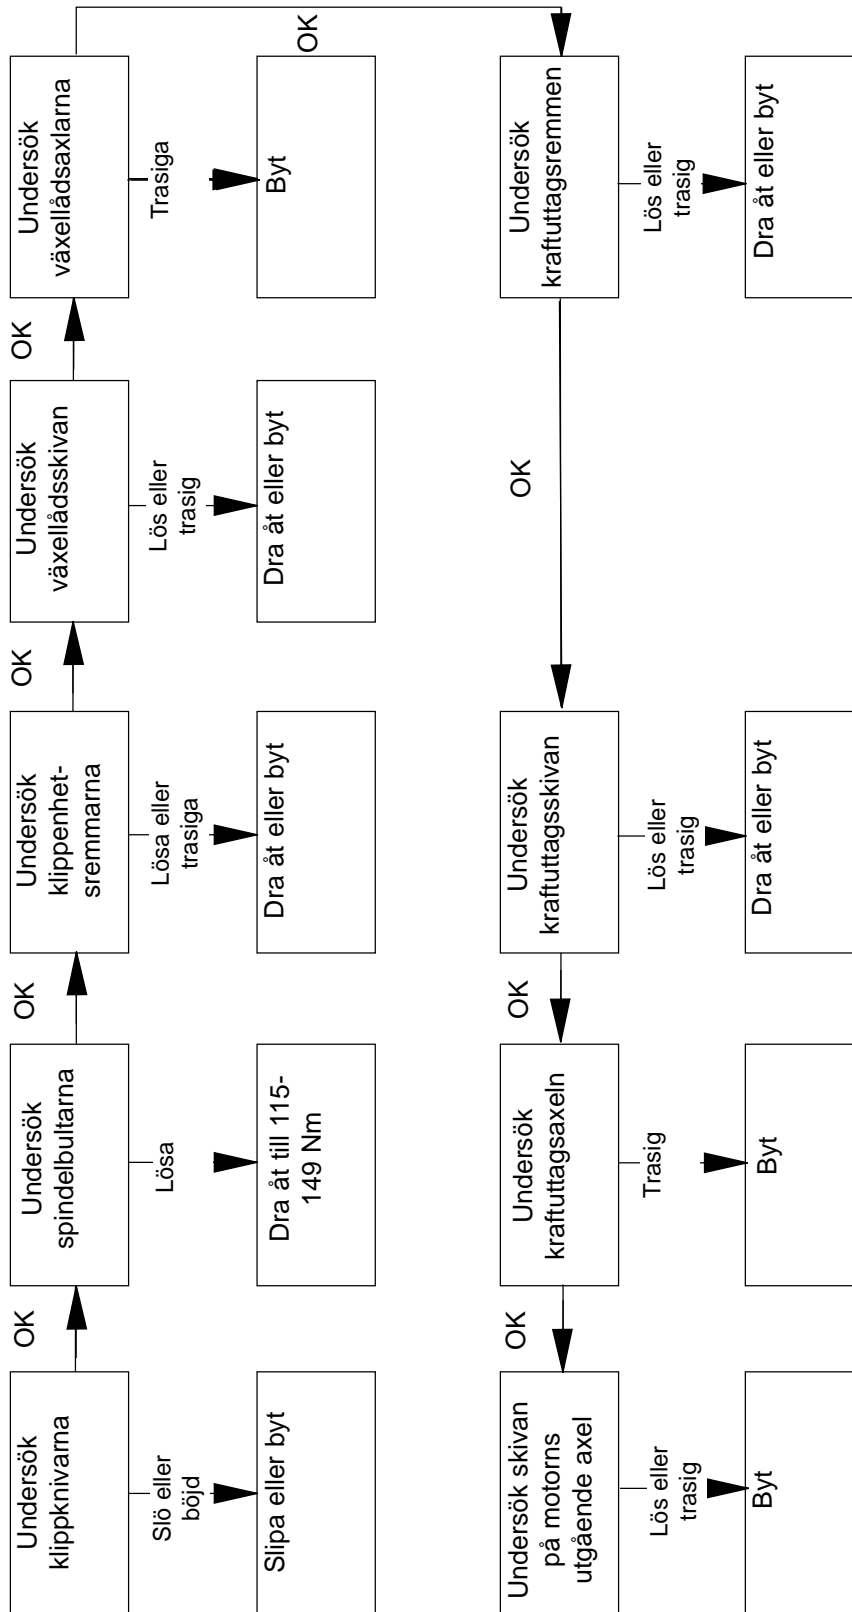 Undersök
klippknivarna
OK
Undersök
spindelbultarna
OK
Undersök
klippenhet-
sremmarna
OK
Undersök
växellådsskivan
OK
Undersök
växellådsaxlarna
OK
Slö eller
böjd
Lösa
Lösa eller
trasiga
Lös eller
trasig
Trasiga
Slipa eller byt
Dra åt till 115-
149 Nm
Dra åt eller byt
Dra åt eller byt
Byt
Undersök skivan
på motorns
utgående axel
OK
Undersök
kraftuttagsaxeln
OK
Undersök
kraftuttagsskivan
OK
Undersök
kraftuttagsremmen
Lös eller
trasig
Trasig
Lös eller
trasig
Lös eller
trasig
Byt
Byt
Dra åt eller byt
Dra åt eller byt